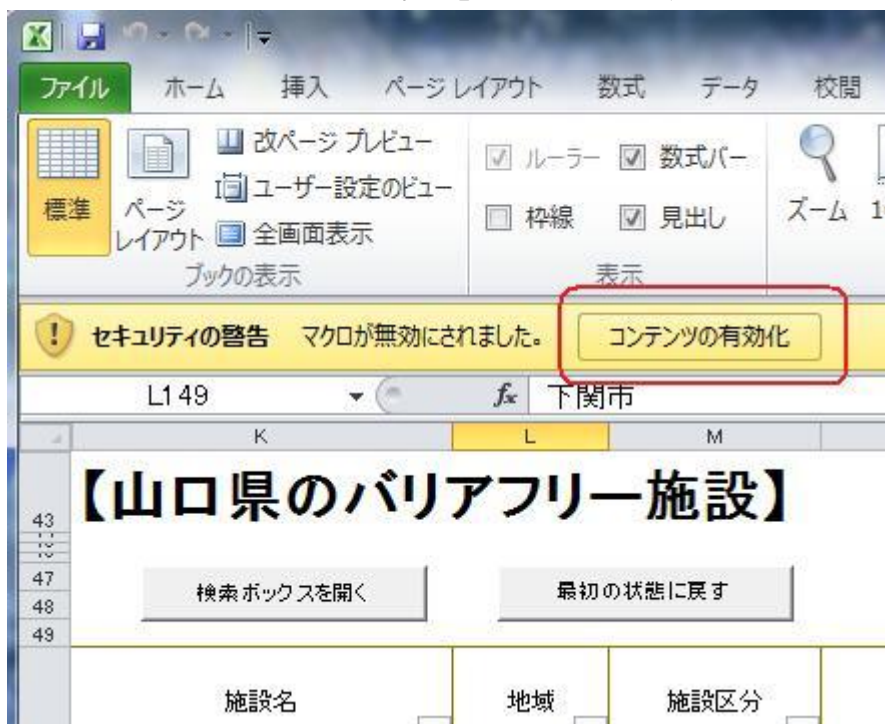 ファイル ホーム 挿入 ページ レイアウト 数式 データ 校閲
標準
ページ
レイアウト
改ページ プレビュー
ユーザー設定のビュー
全画面表示
ブックの表示
ルーラー 数式バー
枠線 見出し
表示
ズーム
セキュリティの警告 マクロが無効にされました。 コンテンツの有効化
L149 fx 下関市
K L M
43 【山口県のバリアフリー施設】
47
48
49
検索ボックスを開く 最初の状態に戻す
施設名 地域 施設区分